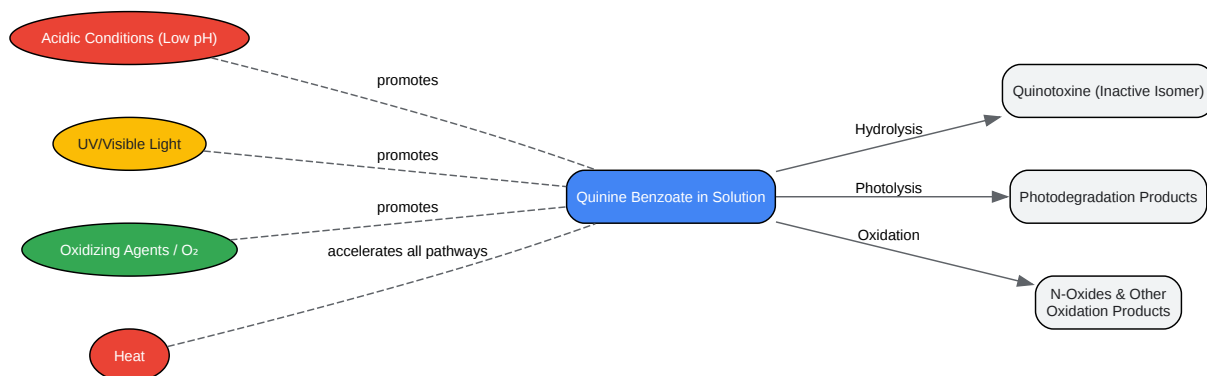 Acidic Conditions (Low pH)
promotes
UV/Visible Light
promotes
promotes
Oxidizing Agents / O₂
accelerates all pathways
Heat
Quinine Benzoate in Solution
Hydrolysis
Photolysis
Oxidation
Quinotoxine (Inactive Isomer)
Photodegradation Products
N-Oxides & Other
Oxidation Products